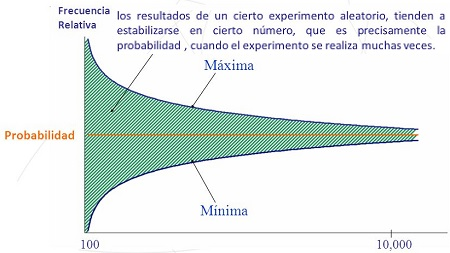 Frecuencia
Relativa
los resultados de un cierto experimento aleatorio, tienden a
estabilizarse en cierto número, que es precisamente la
probabilidad , cuando el experimento se realiza muchas veces.
Máxima
Probabilidad
Mínima
100
10,000